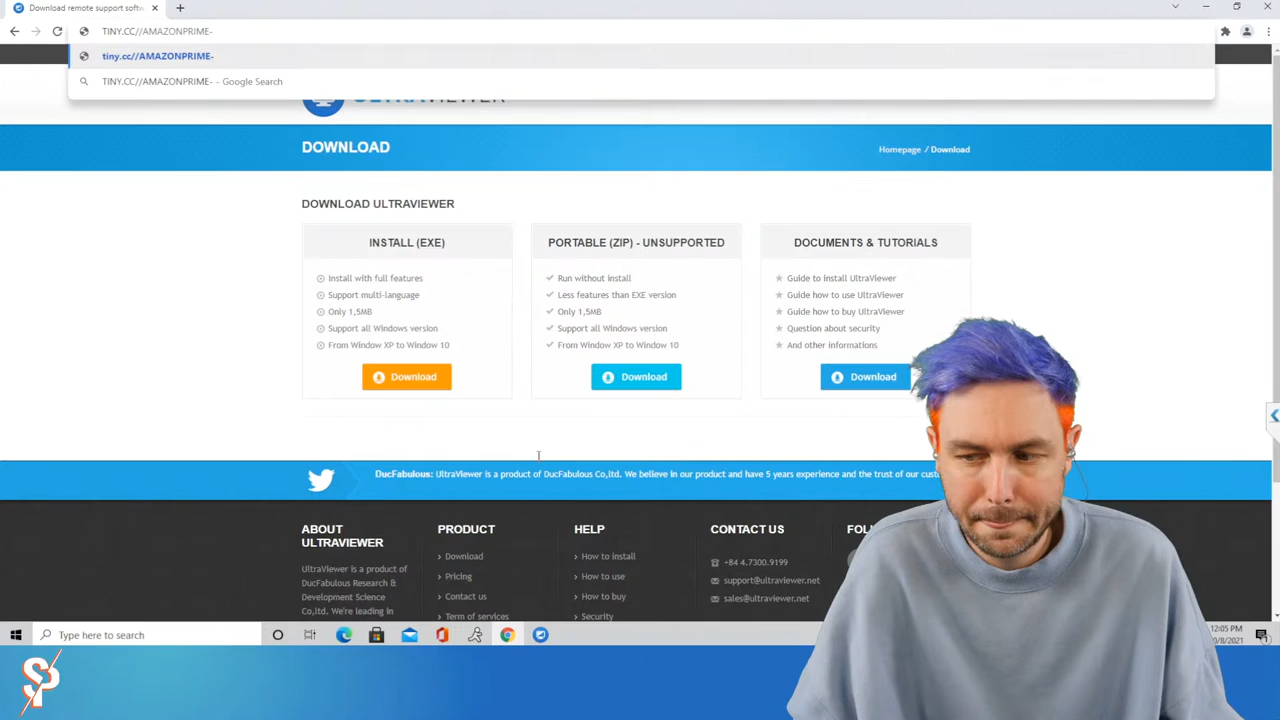 Download remote support softw
TINY.CC//AMAZONPRIME-
tiny.cc//AMAZONPRIME-
TINY.CC//AMAZONPRIME- - Google Search
DOWNLOAD
Homepage / Download
DOWNLOAD ULTRAVIEWER
INSTALL (EXE)
Install with full features
Support multi-language
Only 1,5MB
Support all Windows version
From Window XP to Window 10
Download
PORTABLE (ZIP) - UNSUPPORTED
Run without install
Less features than EXE version
Only 1,5MB
Support all Windows version
From Window XP to Window 10
Download
DOCUMENTS & TUTORIALS
Guide to install UltraViewer
Guide how to use UltraViewer
Guide how to buy UltraViewer
Question about security
And other informations
Download
DucFabulous: UltraViewer is a product of DucFabulous Co,ltd. We believe in our product and have 5 years experience and the trust of our
ABOUT
ULTRAVIEWER
UltraViewer is a product of
DucFabulous Research &
Development Science
Co,ltd. We're leading in
PRODUCT
Download
Pricing
Contact us
Term of services
HELP
How to install
How to use
How to buy
Security
CONTACT US
+84 4.7300.9199
support@ultraviewer.net
sales@ultraviewer.net
FOL
Type here to search
12:05 PM
0/8/2021
SP